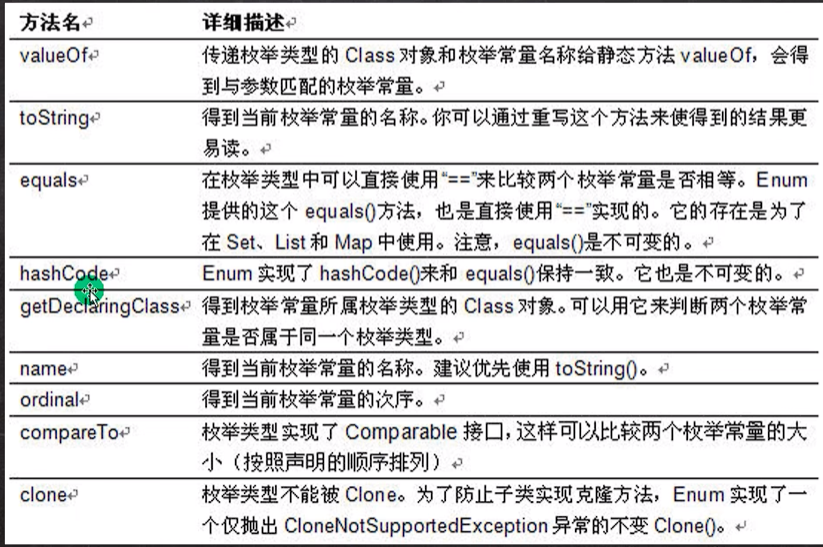 方法名 详细描述
valueOf 传递枚举类型的 Class 对象和枚举常量名称给静态方法 valueOf，会得
到与参数匹配的枚举常量。
toString 得到当前枚举常量的名称。你可以通过重写这个方法来使得到的结果更
易读。
equals 在枚举类型中可以直接使用“==”来比较两个枚举常量是否相等。Enum
提供的这个 equals()方法，也是直接使用“==”实现的。它的存在是为了
在 Set、List 和 Map 中使用。注意，equals()是不可变的。
hashCode Enum 实现了 hashCode()来和 equals()保持一致。它也是不可变的。
getDeclaringClass 得到枚举常量所属枚举类型的 Class 对象。可以用它来判断两个枚举常
量是否属于同一个枚举类型。
name 得到当前枚举常量的名称。建议优先使用 toString()。
ordinal 得到当前枚举常量的次序。
compareTo 枚举类型实现了 Comparable 接口，这样可以比较两个枚举常量的大
小（按照声明的顺序排列）
clone 枚举类型不能被 Clone。为了防止子类实现克隆方法，Enum 实现了一
个仅抛出 CloneNotSupportedException 异常的不变 Clone()。